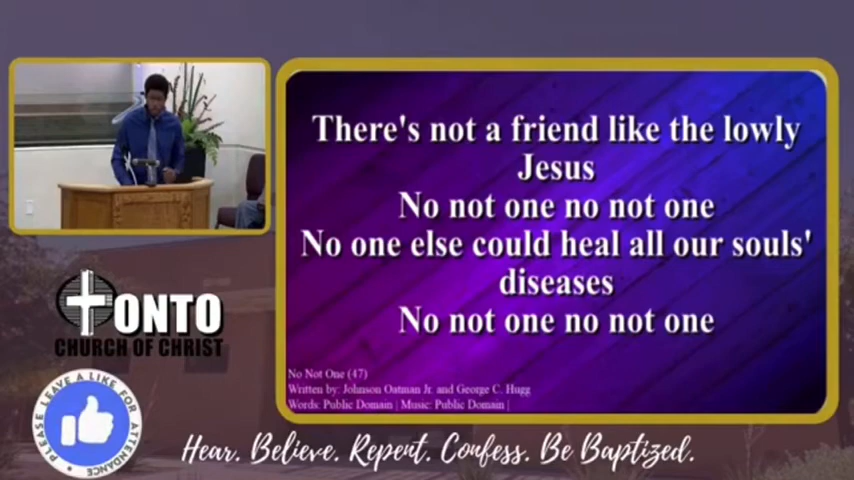 There's not a friend like the lowly
Jesus
No not one no not one
No one else could heal all our souls'
diseases
No not one no not one
No Not One (47)
Written by: Johnson Oatman Jr. and George C. Hugg
Words: Public Domain | Music: Public Domain |
TONTO
CHURCH OF CHRIST
PLEASE LEAVE A LIKE FOR ATTENDANCE
Hear. Believe. Repent. Confess. Be Baptized.